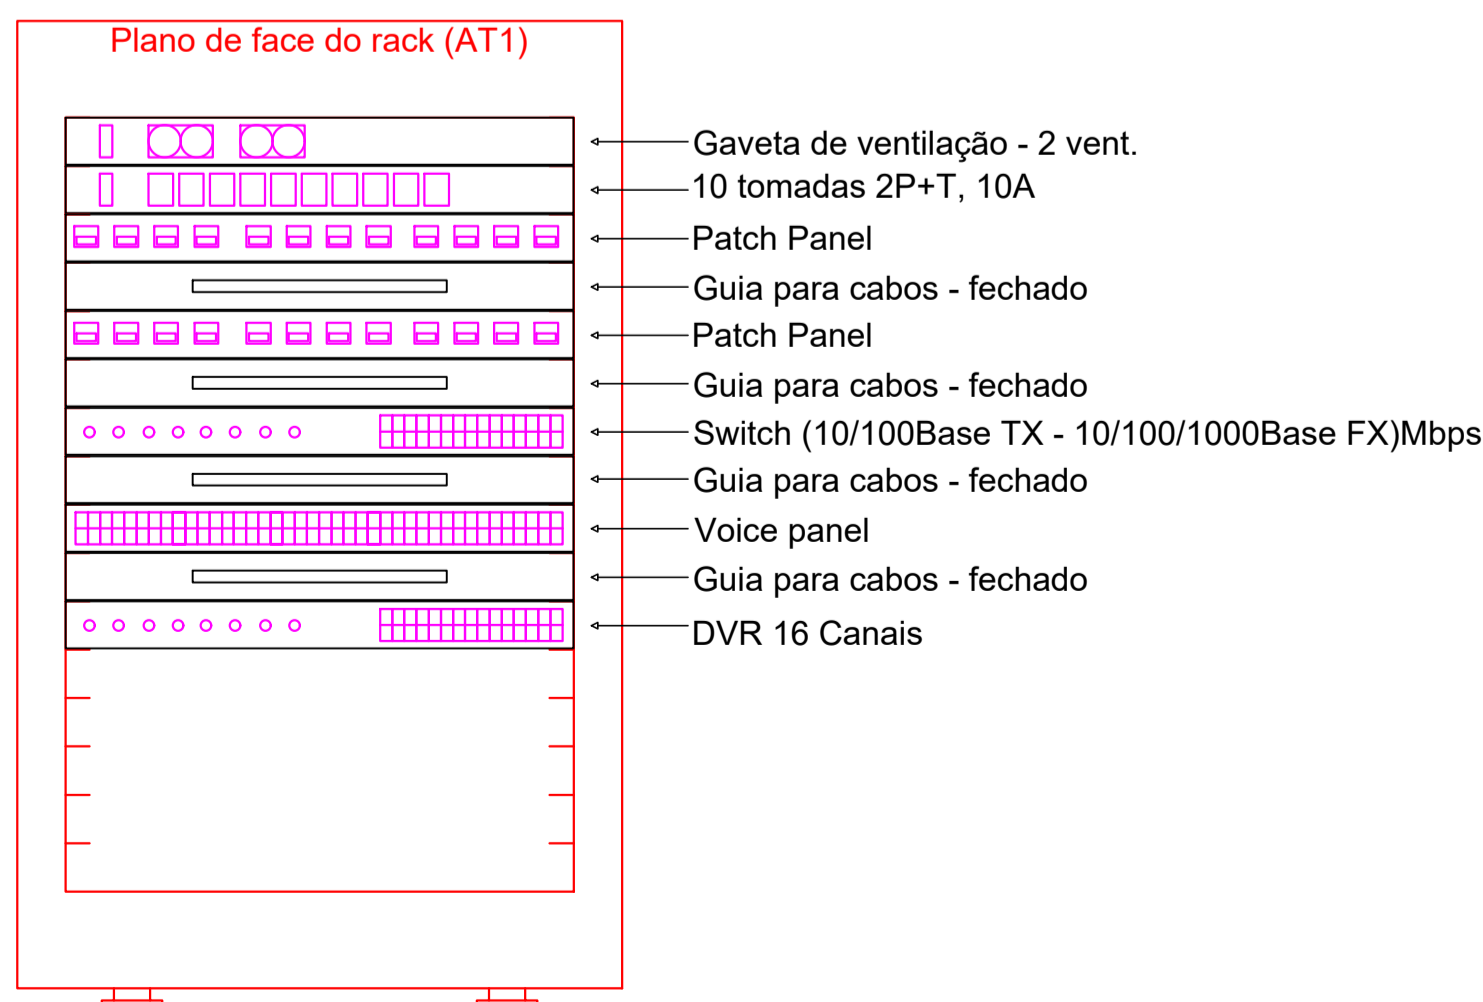 Plano de face do rack (AT1)
Gaveta de ventilação - 2 vent.
10 tomadas 2P+T, 10A
Patch Panel
Guia para cabos - fechado
Patch Panel
Guia para cabos - fechado
Switch (10/100Base TX - 10/100/1000Base FX)Mbps
Guia para cabos - fechado
Voice panel
Guia para cabos - fechado
DVR 16 Canais